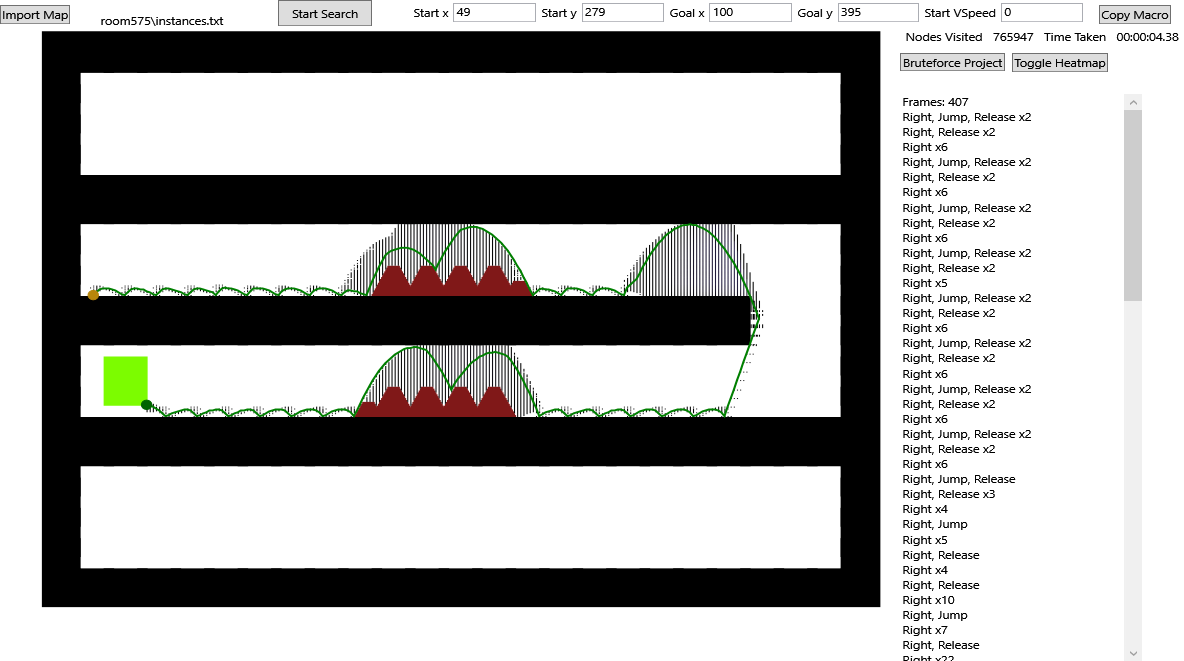 Import Map
room575\instances.txt
Start Search
Start x 49 Start y 279 Goal x 100 Goal y 395 Start VSpeed 0
Copy Macro
Nodes Visited 765947 Time Taken 00:00:04.38
Bruteforce Project Toggle Heatmap
Frames: 407
Right, Jump, Release x2
Right, Release x2
Right x6
Right, Jump, Release x2
Right, Release x2
Right x6
Right, Jump, Release x2
Right, Release x2
Right x6
Right, Jump, Release x2
Right, Release x2
Right x5
Right, Jump, Release x2
Right, Release x2
Right x6
Right, Jump, Release x2
Right, Release x2
Right x6
Right, Jump, Release x2
Right, Release x2
Right x6
Right, Jump, Release x2
Right, Release x2
Right x6
Right, Jump, Release
Right, Release x3
Right x4
Right, Jump
Right x5
Right, Release
Right x4
Right, Release
Right x10
Right, Jump
Right x7
Right, Release
Right x22